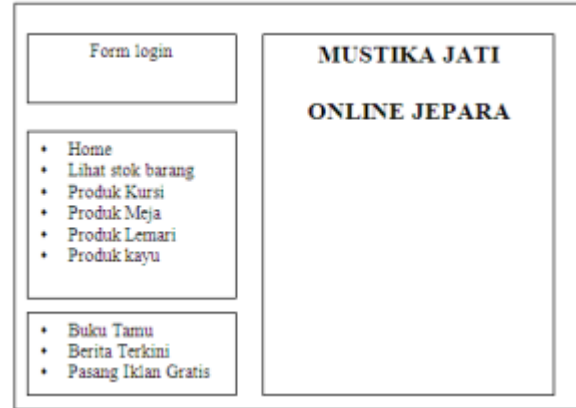 Form login
• Home
• Lihat stok barang
• Produk Kursi
• Produk Meja
• Produk Lemari
• Produk kayu
• Buku Tamu
• Berita Terkini
• Pasang Iklan Gratis
MUSTIKA JATI
ONLINE JEPARA